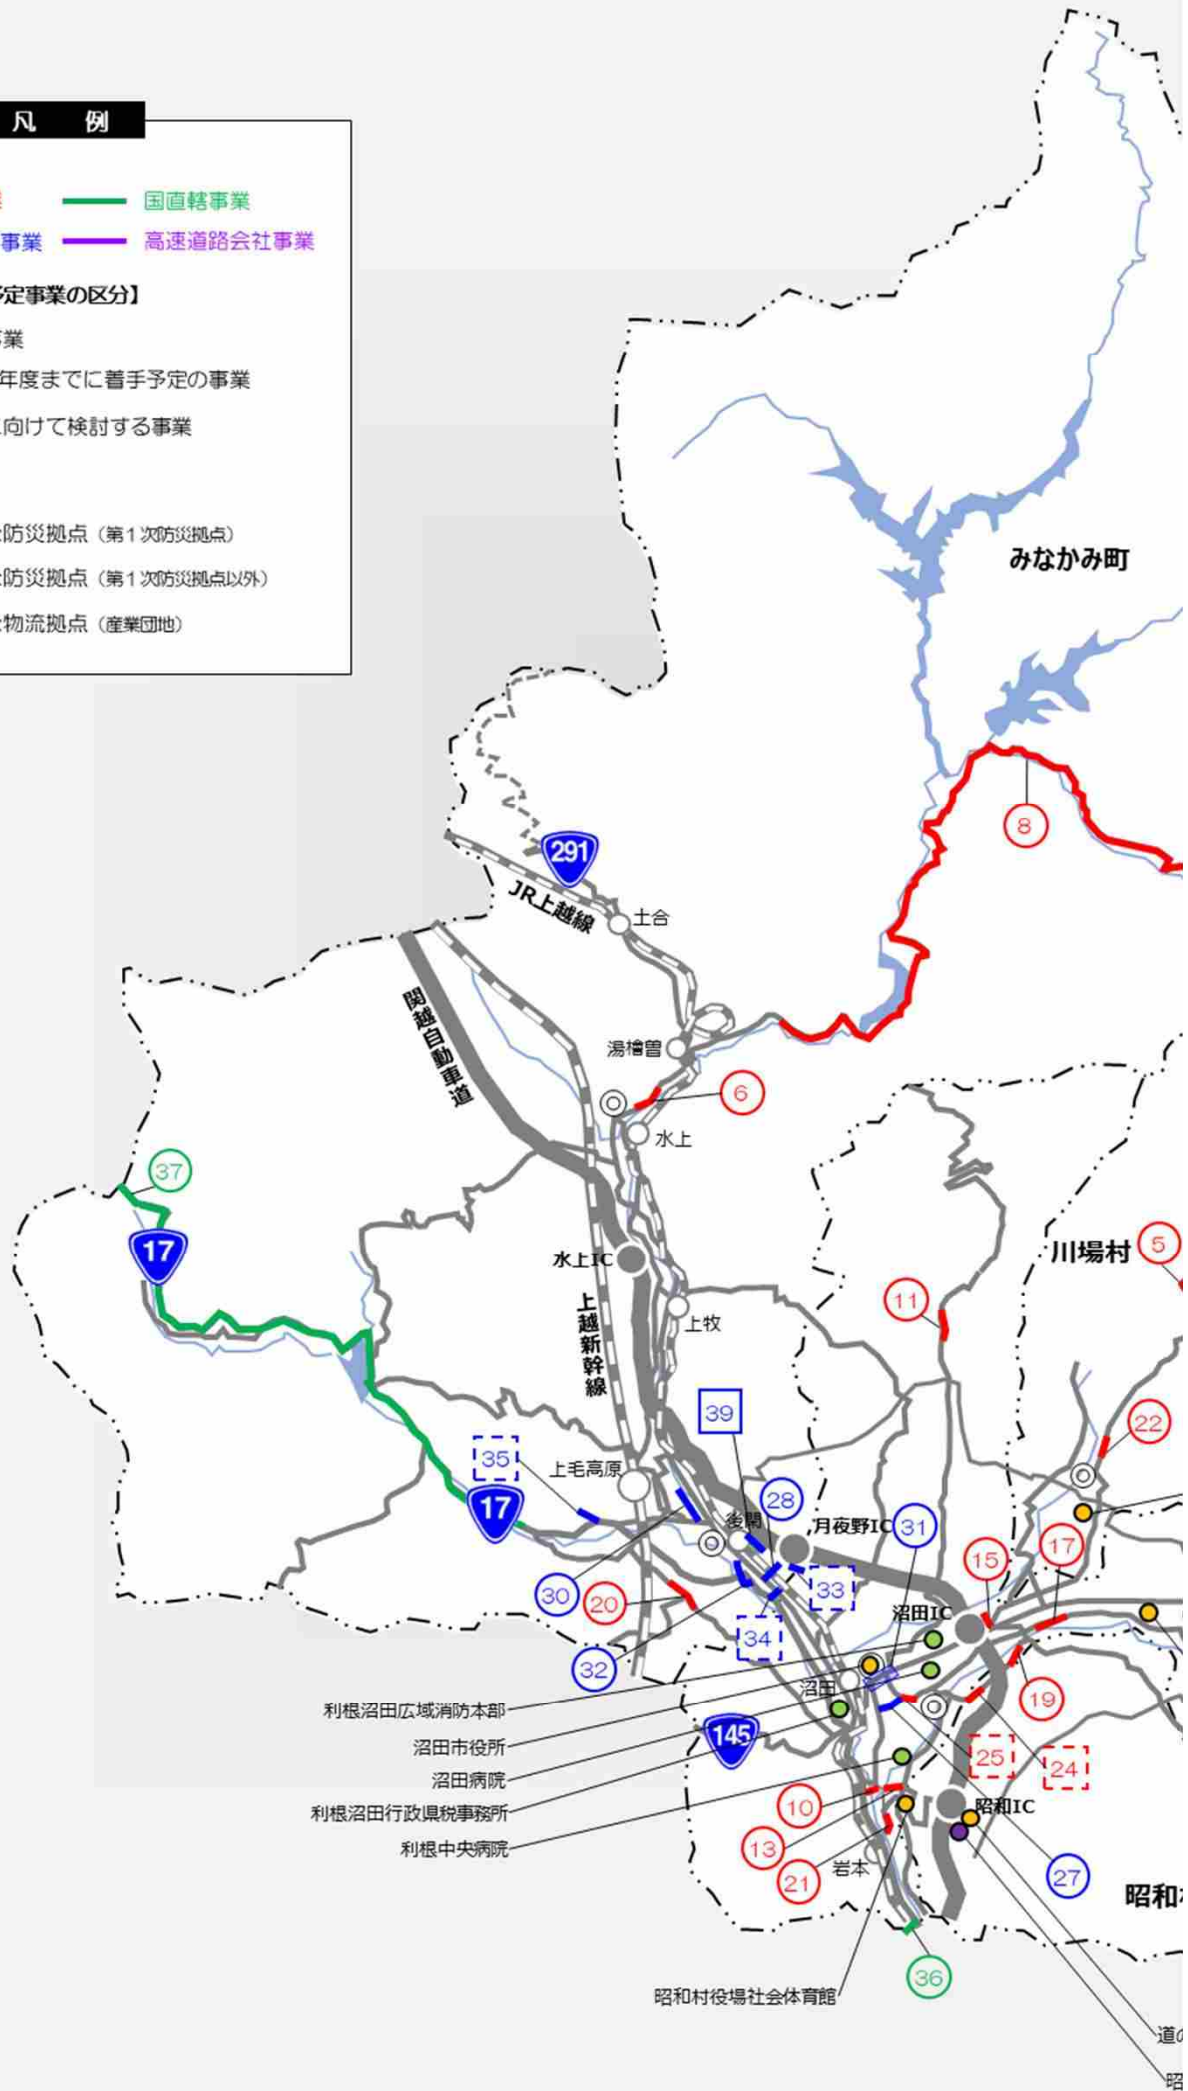 凡 例
国直轄事業
事業
高速道路会社事業
定事業の区分】
業
年度までに着手予定の事業
向けて検討する事業
防災拠点（第1次防災拠点）
防災拠点（第1次防災拠点以外）
物流拠点（産業団地）
みなかみ町
8
291
JR上越線
土合
関越自動車道
湯檜曽
6
水上
37
17
川場村
5
水上IC
11
上越新幹線
上牧
39
22
35
上毛高原
28
17
後閑
月夜野IC
31
15
17
30
20
33
沼田IC
34
32
沼田
19
利根沼田広域消防本部
145
沼田市役所
25
24
沼田病院
利根沼田行政県税事務所
10
昭和IC
利根中央病院
13
岩本
21
27
昭和
36
昭和村役場社会体育館
道の
昭